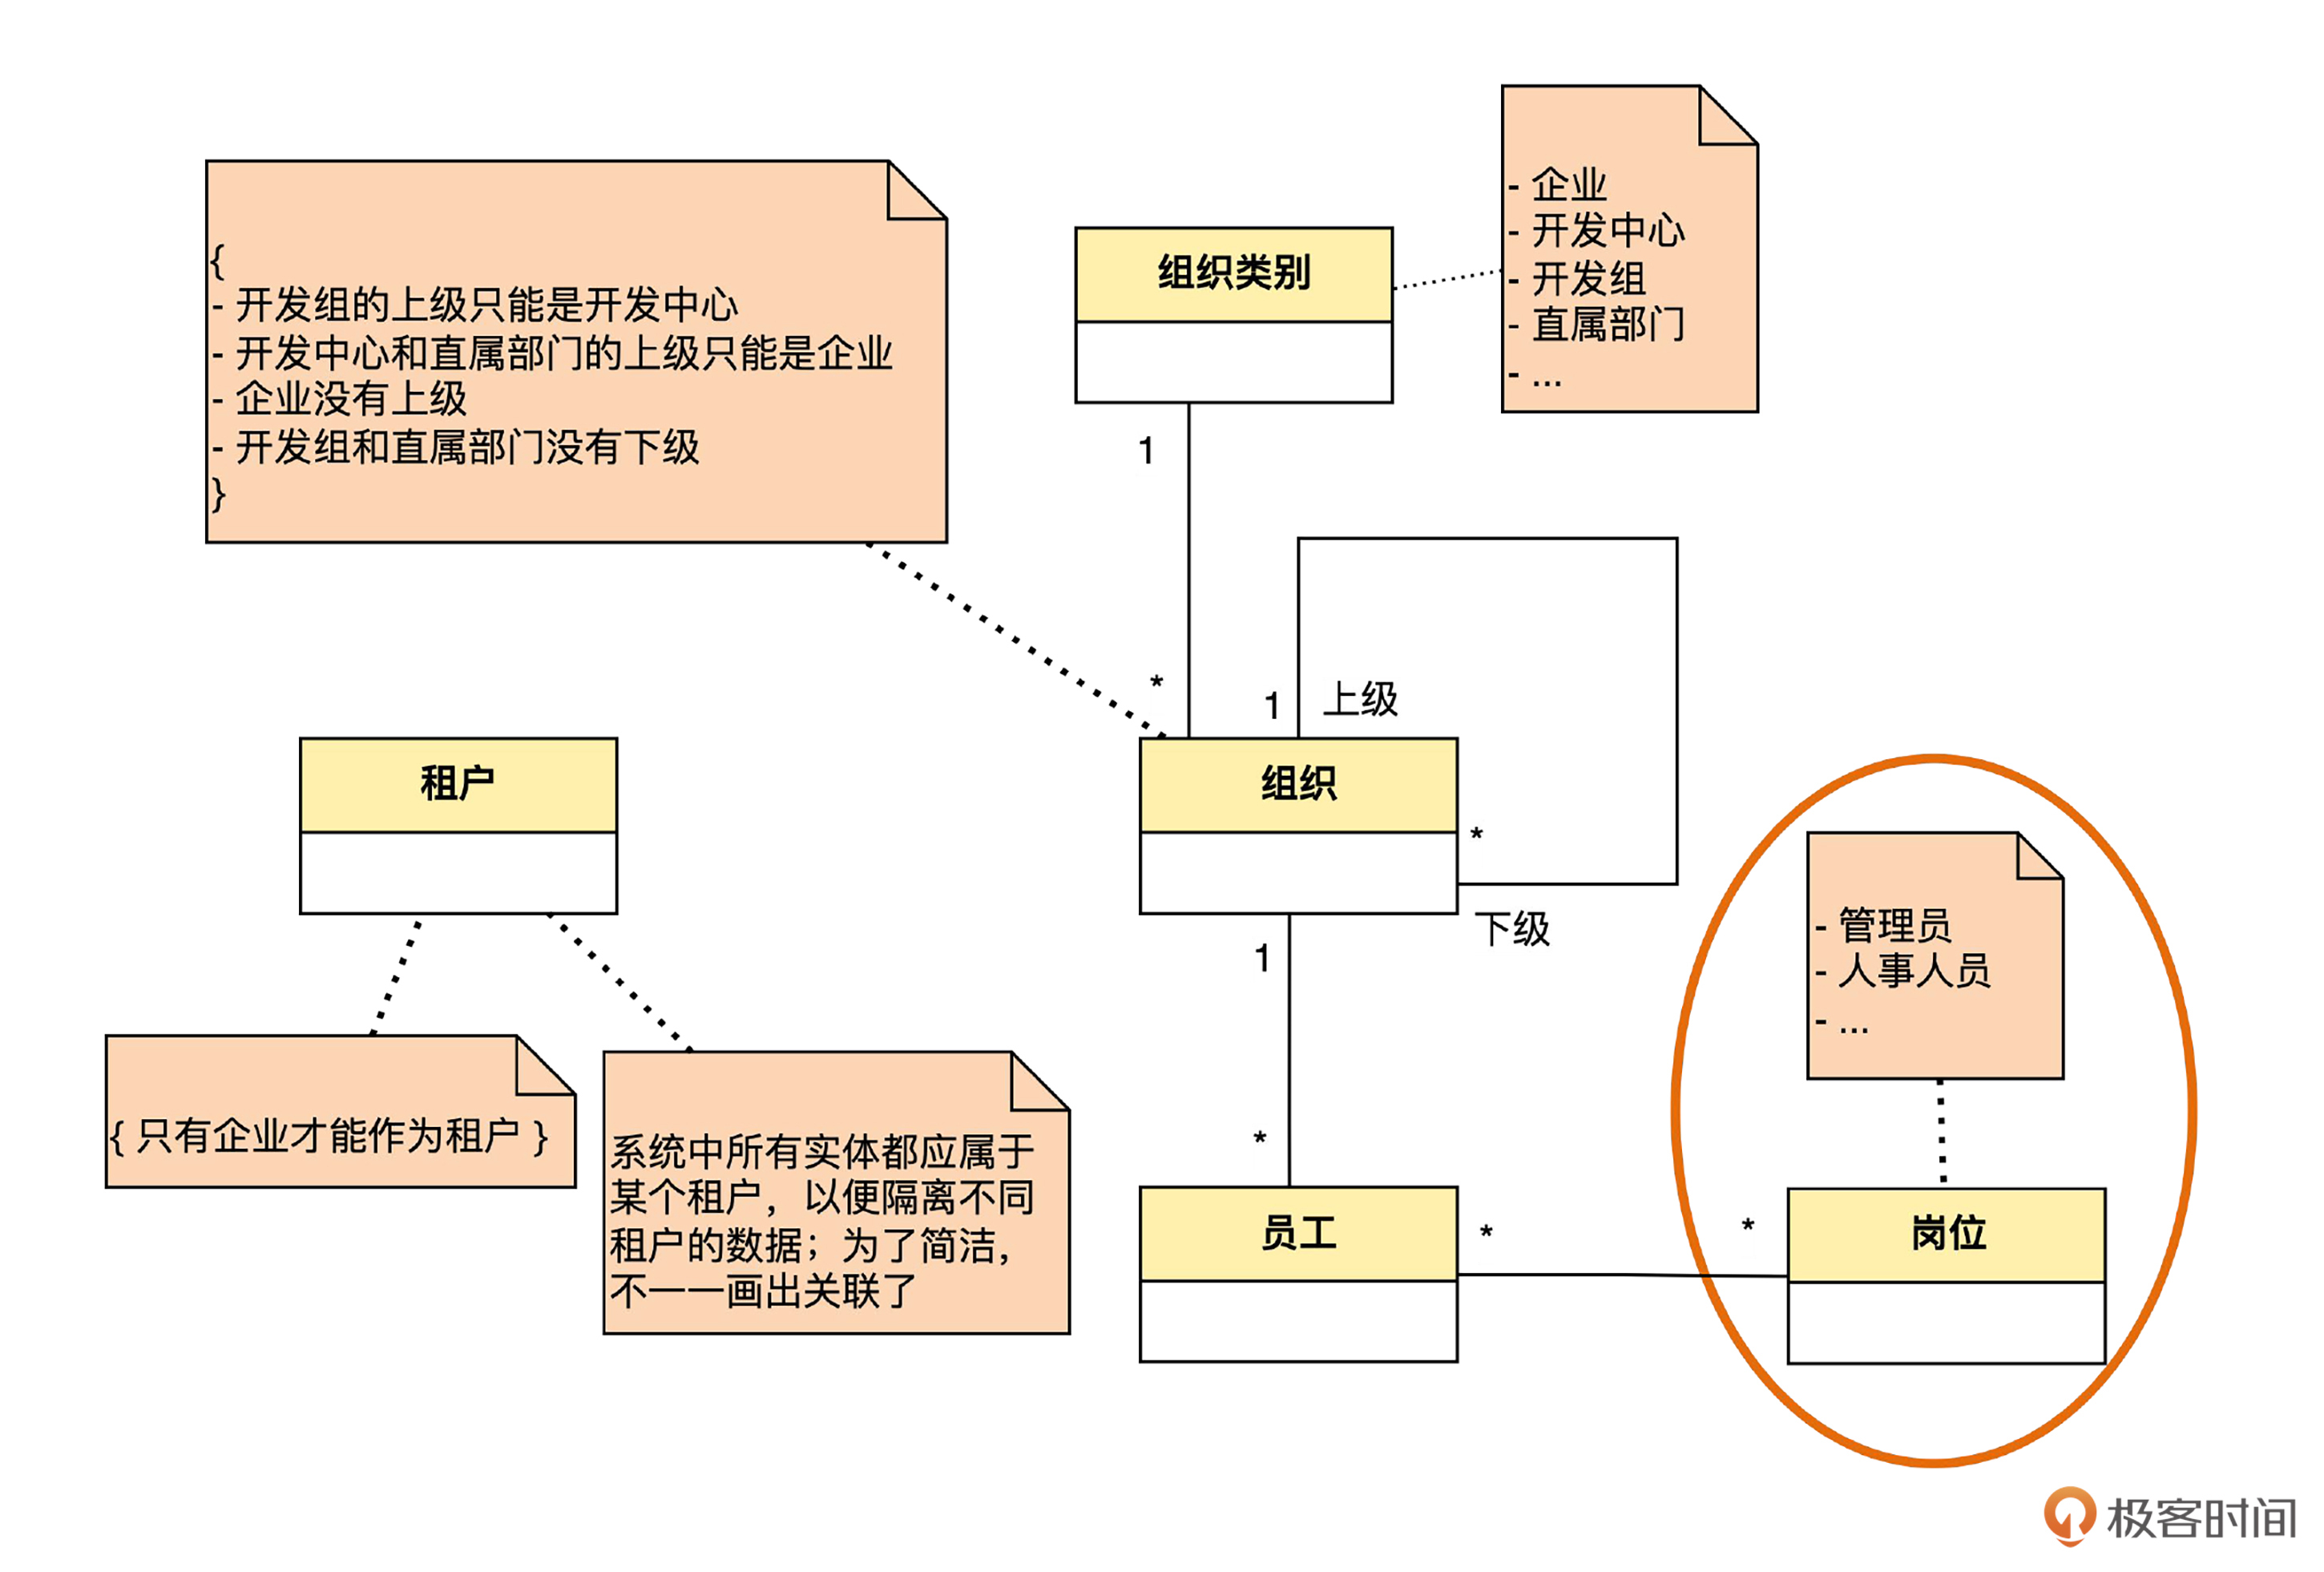 - 企业
- 开发中心
- 开发组
- 直属部门
- ...
{
- 开发组的上级只能是开发中心
- 开发中心和直属部门的上级只能是企业
- 企业没有上级
- 开发组和直属部门没有下级
}
组织类别
1
*
1
上级
租户
组织
*
下级
1
*
- 管理员
- 人事人员
- ...
{ 只有企业才能作为租户 }
系统中所有实体都应属于
某个租户，以便隔离不同
租户的数据；为了简洁，
不一一画出关联了
员工
*
*
岗位
极客时间